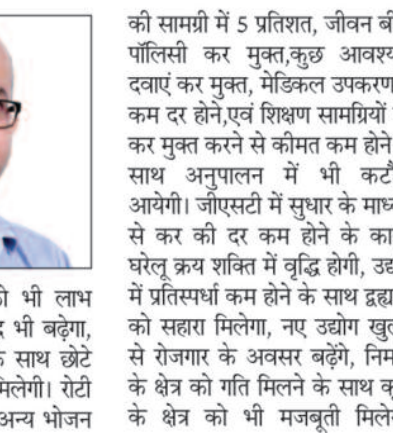 भी लाभ
भी बढ़ेगा,
साथ छोटे
मिलेगी। रोटी
अन्य भोजन
की सामग्री में 5 प्रतिशत, जीवन
पॉलिसी कर मुक्त,कुछ आवश्य
दवाएं कर मुक्त, मेडिकल उपकरण
कम दर होने,एवं शिक्षण सामग्रियों
कर मुक्त करने से कीमत कम होने
साथ अनुपालन में भी कटौ
आयेगी। जीएसटी में सुधार के माध्य
से कर की दर कम होने के का
घरेलू क्रय शक्ति में वृद्धि होगी, उद्य
में प्रतिस्पर्धा कम होने के साथ
को सहारा मिलेगा, नए उद्योग खुल
से रोजगार के अवसर बढ़ेंगे, निम
के क्षेत्र को गति मिलने के साथ
के क्षेत्र को भी मजबूती मिले